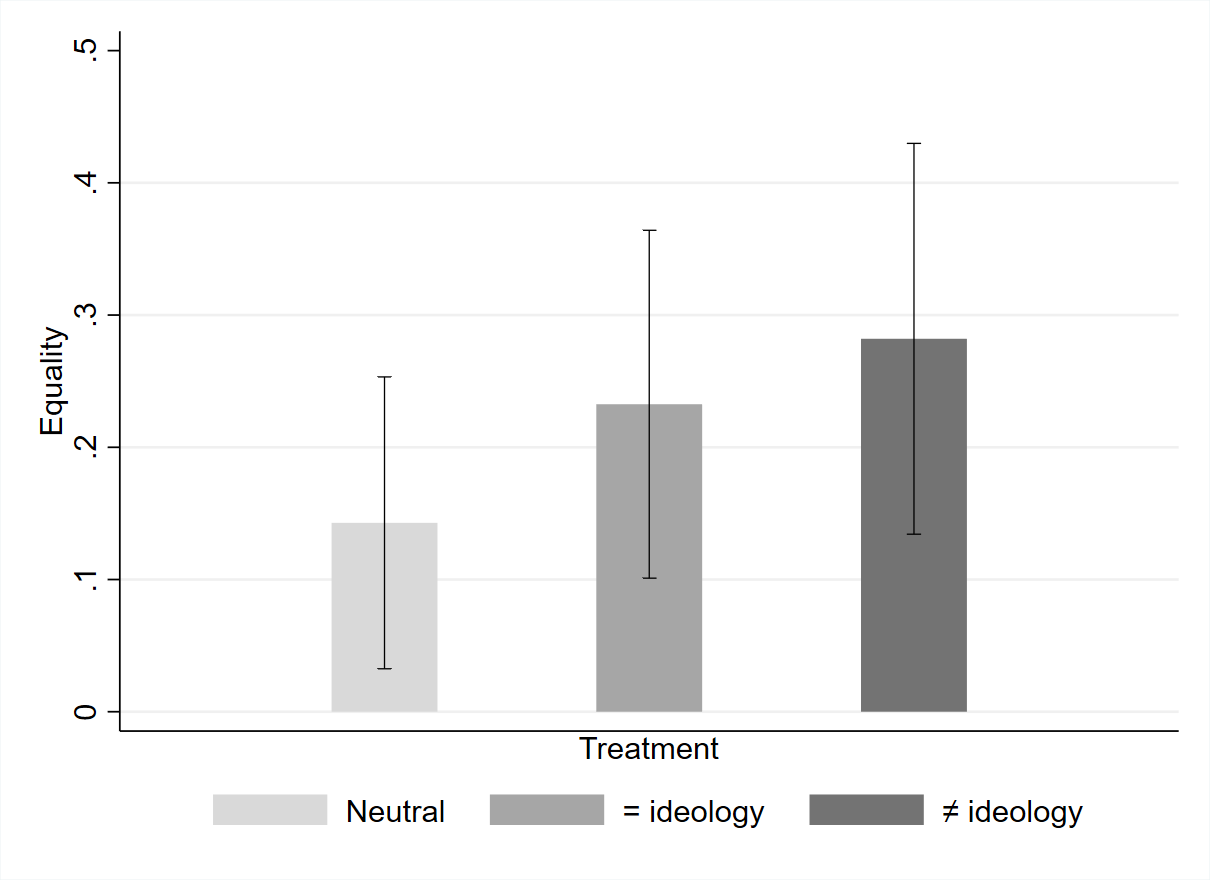 Equality
.5
.4
.3
.2
.1
0
Treatment
Neutral
= ideology
≠ ideology